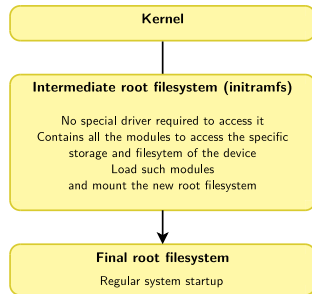 Kernel
Intermediate root filesystem (initramfs)
No special driver required to access it
Contains all the modules to access the specific
storage and filesytem of the device
Load such modules
and mount the new root filesystem
Final root filesystem
Regular system startup